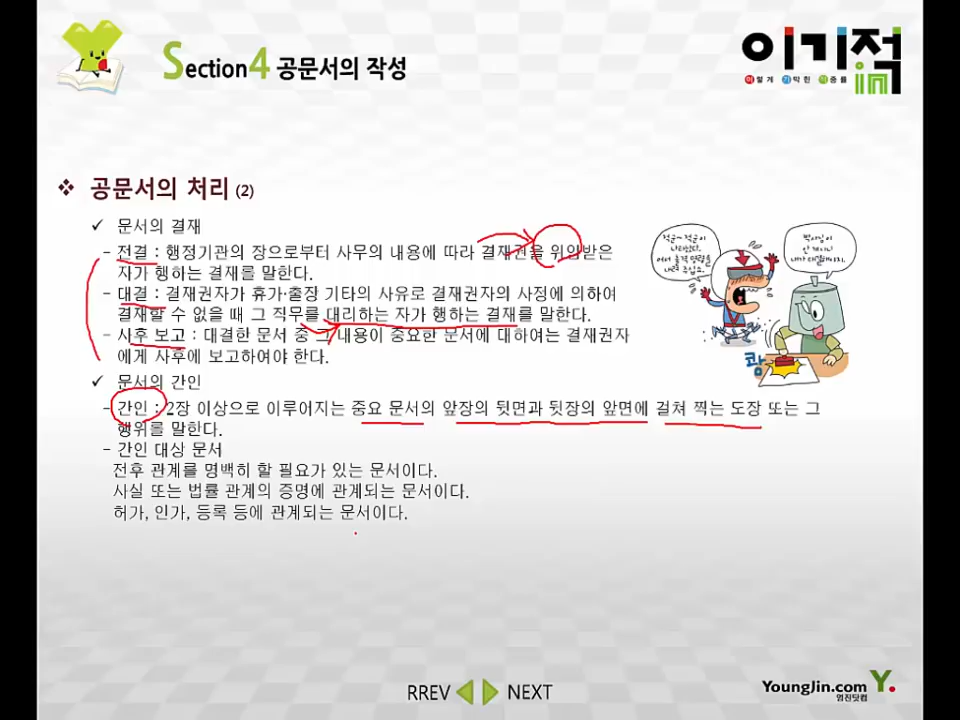 Section4 공문서의 작성
이기적in
이렇게 기막힌 적중률
❖ 공문서의 처리 (2)
✓ 문서의 결재
- 전결 : 행정기관의 장으로부터 사무의 내용에 따라 결재권을 위임받은
자가 행하는 결재를 말한다.
- 대결 : 결재권자가 휴가·출장 기타의 사유로 결재권자의 사정에 의하여
결재할 수 없을 때 그 직무를 대리하는 자가 행하는 결재를 말한다.
- 사후 보고 : 대결한 문서 중 그 내용이 중요한 문서에 대하여는 결재권자
에게 사후에 보고하여야 한다.
✓ 문서의 간인
- 간인 : 2장 이상으로 이루어지는 중요 문서의 앞장의 뒷면과 뒷장의 앞면에 걸쳐 찍는 도장 또는 그
행위를 말한다.
- 간인 대상 문서
전후 관계를 명백히 할 필요가 있는 문서이다.
사실 또는 법률 관계의 증명에 관계되는 문서이다.
허가, 인가, 등록 등에 관계되는 문서이다.
쾅
RREV NEXT
YoungJin.com Y.
영진닷컴